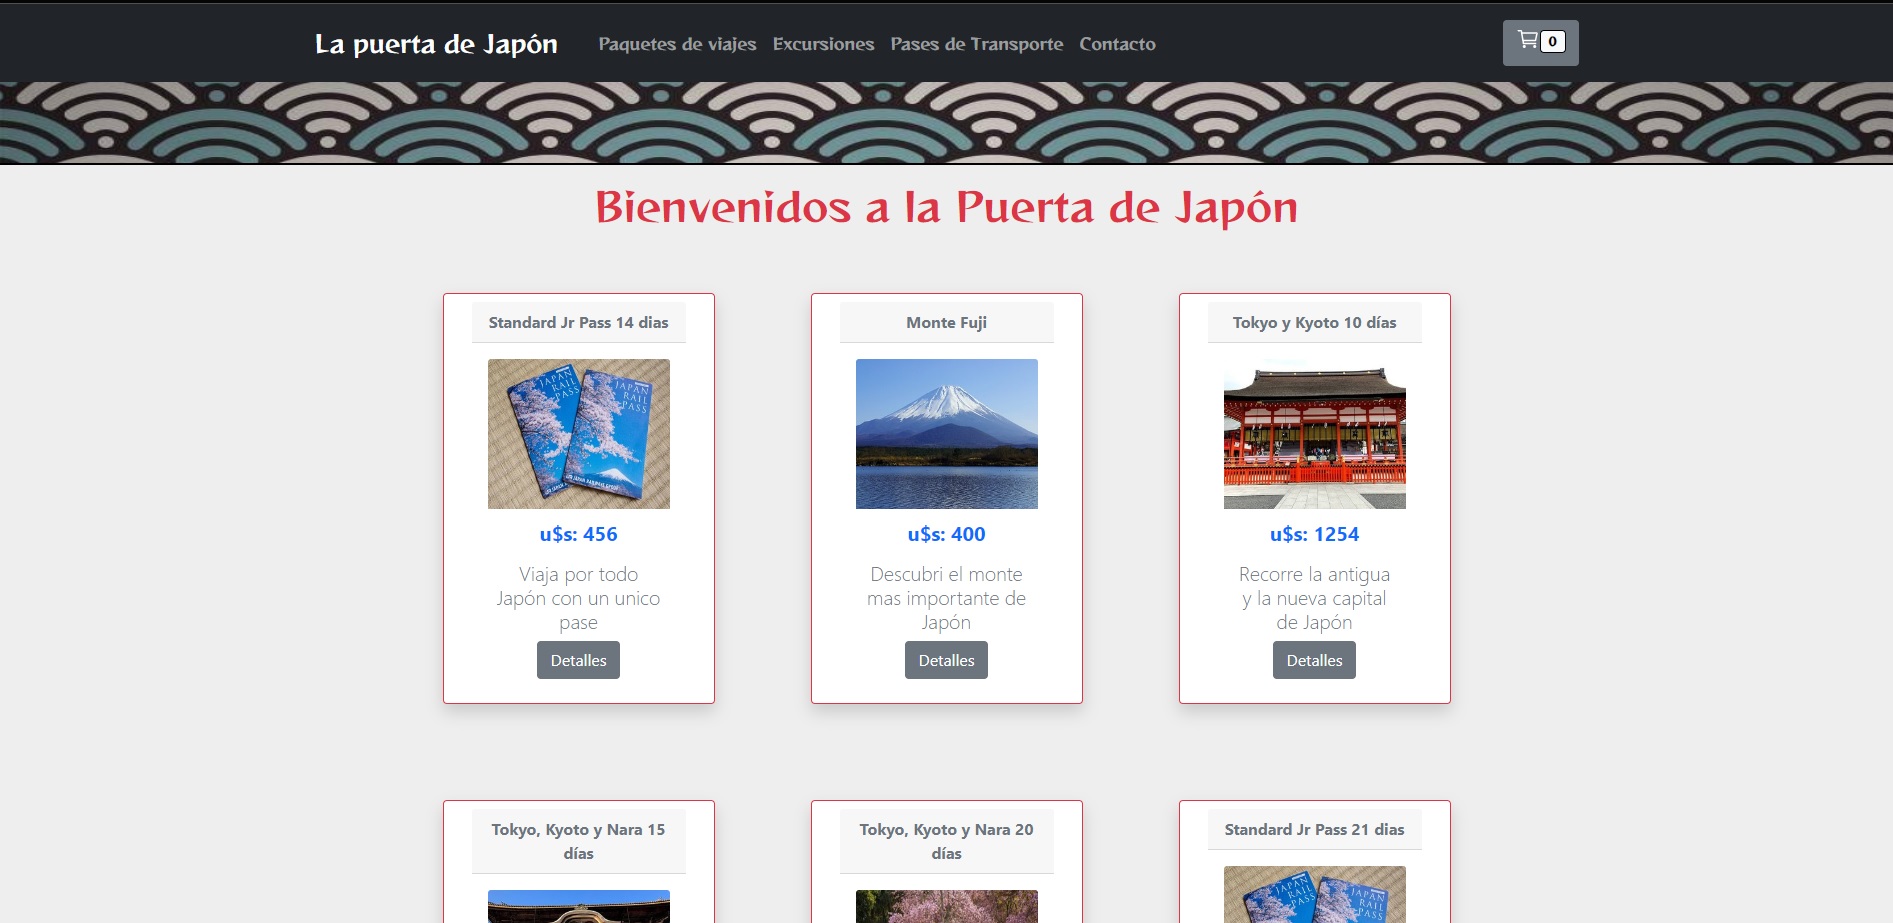 La puerta de Japón
Paquetes de viajes Excursiones Pases de Transporte Contacto
0
Bienvenidos a la Puerta de Japón
Standard Jr Pass 14 dias
JAPAN
RAIL
PASS
JAPAN
RAIL
PASS
u$s: 456
Viaja por todo
Japón con un unico
pase
Detalles
Monte Fuji
u$s: 400
Descubri el monte
mas importante de
Japón
Detalles
Tokyo y Kyoto 10 días
u$s: 1254
Recorre la antigua
y la nueva capital
de Japón
Detalles
Tokyo, Kyoto y Nara 15
días
Tokyo, Kyoto y Nara 20
días
Standard Jr Pass 21 dias
JAPAN
RAIL
PASS
JAPAN
RAIL
PASS